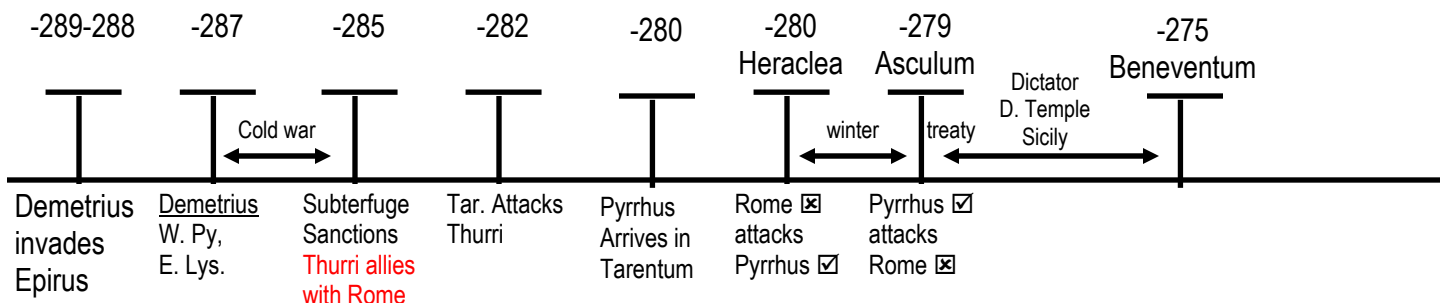 -289-288
-287
-285
-282
-280
-280
Heraclea
-279
Asculum
-275
Beneventum
Cold war
winter
treaty
Dictator
D. Temple
Sicily
Demetrius
invades
Epirus
Demetrius
W. Py,
E. Lys.
Subterfuge
Sanctions
Thurri allies
with Rome
Tar. Attacks
Thurri
Pyrrhus
Arrives in
Tarentum
Rome ☒
attacks
Pyrrhus ☑
Pyrrhus ☑
attacks
Rome ☒